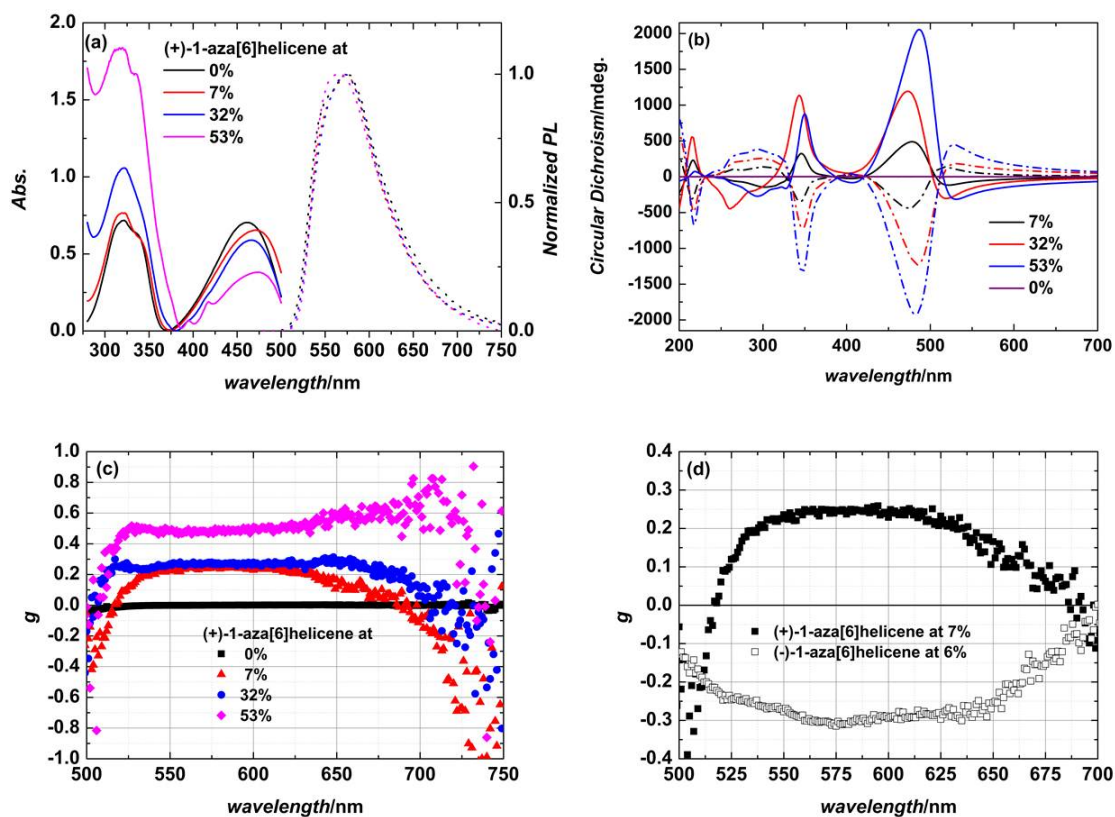 (a)
(+)-1-aza[6]helicene at
0%
7%
32%
53%
Abs.
2.0
1.5
1.0
0.5
0.0
Normalized PL
1.0
0.5
0.0
300 350 400 450 500 550 600 650 700 750
wavelength/nm
(b)
Circular Dichroism/mdeg.
2000
1500
1000
500
0
-500
-1000
-1500
-2000
7%
32%
53%
0%
200 300 400 500 600 700
wavelength/nm
(c)
g
1.0
0.8
0.6
0.4
0.2
0.0
-0.2
-0.4
-0.6
-0.8
-1.0
(+)-1-aza[6]helicene at
0%
7%
32%
53%
500 550 600 650 700 750
wavelength/nm
(d)
g
0.4
0.3
0.2
0.1
0.0
-0.1
-0.2
-0.3
-0.4
(+)-1-aza[6]helicene at 7%
(-)-1-aza[6]helicene at 6%
500 525 550 575 600 625 650 675 700
wavelength/nm